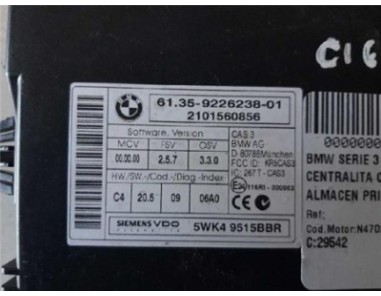 C16
61.35-9226238-01
2101560856
Software, Version
MCV FSV OSV
00.00.00 2.5.7 3.3.0
HW/SW-/Cod-/Diag.-Index
C4 20.5 09 06A0
CAS 3
BMW AG
D-80788München
FCC ID: KR5CAS3
IC: 267T-CAS3
SIEMENS VDO 5WK4 9515BBR
BMW SERIE 3
CENTRALITA
ALMACEN PRI
Ref:
Cod.Motor:N47D
C:29542